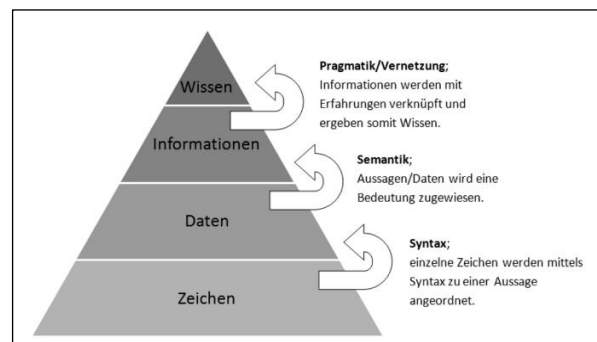 Wissen
Pragmatik/Vernetzung;
Informationen werden mit
Erfahrungen verknüpft und
ergeben somit Wissen.
Informationen
Semantik;
Aussagen/Daten wird eine
Bedeutung zugewiesen.
Daten
Syntax;
einzelne Zeichen werden mittels
Syntax zu einer Aussage
angeordnet.
Zeichen